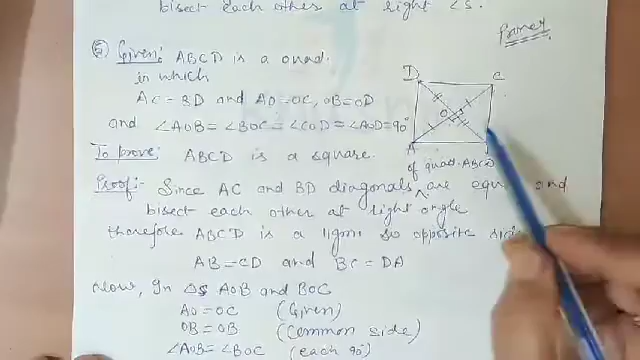 bisect each other at right ∠s.
Proved
⑤ Given: ABCD is a quad.
in which
AC = BD and AO = OC, OB = OD
and ∠AOB = ∠BOC = ∠COD = ∠AOD = 90°
D C
O
A
To prove: ABCD is a square.
of quad. ABCD
Proof:- Since AC and BD diagonals ^ are equal and
bisect each other at right angle
therefore ABCD is a llgm so opposite
AB = CD and BC = DA
Now, In Δs AOB and BOC
AO = OC (Given)
OB = OB (Common side)
∠AOB = ∠BOC (each 90°)